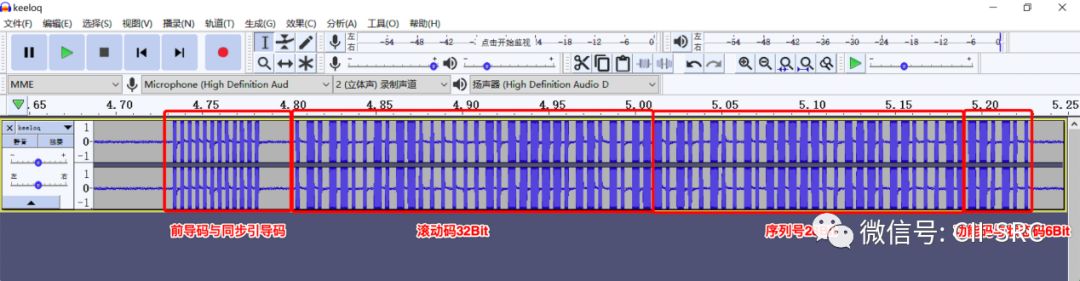 keeloq
文件(F) 编辑(E) 选择(S) 视图(V) 播录(N) 轨道(T) 生成(G) 效果(C) 分析(A) 工具(O) 帮助(H)
左 右 -54 -48 -42 点击开始监视 -18 -12 -6 0 左 右 -54 -48 -42 -36 -30 -24 -18 -12 -6 0
MME Microphone (High Definition Aud 2 (立体声) 录制声道 扬声器 (High Definition Audio D
4.65 4.70 4.75 4.80 4.85 4.90 4.95 5.00 5.05 5.10 5.15 5.20 5.25
keeloq
静音 独奏
左 右
1
0
-1
1
0
-1
前导码与同步引导码 滚动码32Bit 序列号2 功能码 码6Bit
微信号: CII-SRC